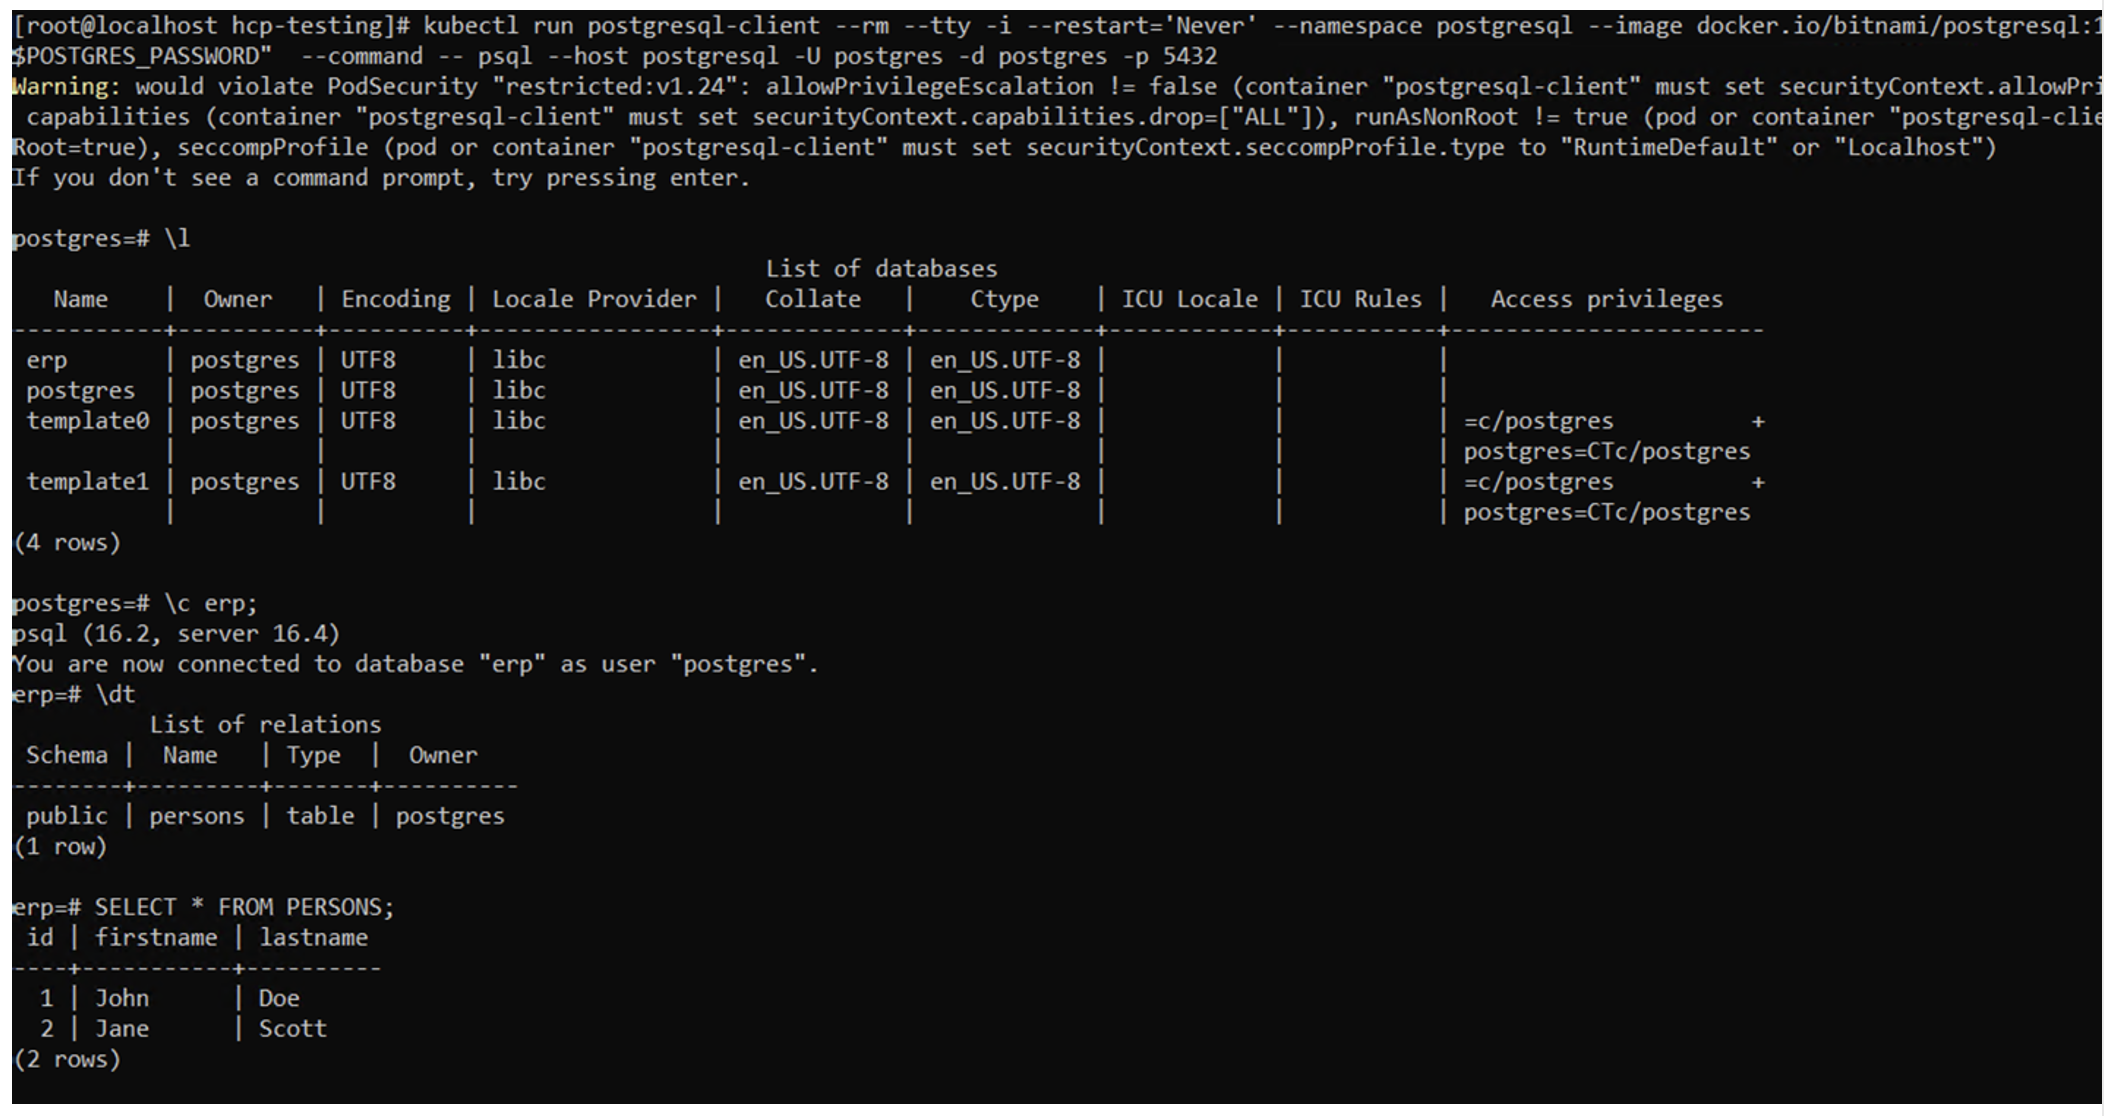 [root@localhost hcp-testing]# kubectl run postgresql-client --rm --tty -i --restart='Never' --namespace postgresql --image docker.io/bitnami/postgresql:1
$POSTGRES_PASSWORD"  --command -- psql --host postgresql -U postgres -d postgres -p 5432
Warning: would violate PodSecurity "restricted:v1.24": allowPrivilegeEscalation != false (container "postgresql-client" must set securityContext.allowPri
 capabilities (container "postgresql-client" must set securityContext.capabilities.drop=["ALL"]), runAsNonRoot != true (pod or container "postgresql-clie
Root=true), seccompProfile (pod or container "postgresql-client" must set securityContext.seccompProfile.type to "RuntimeDefault" or "Localhost")
If you don't see a command prompt, try pressing enter.

postgres=# \l
                                                       List of databases
   Name    |  Owner   | Encoding | Locale Provider |   Collate   |    Ctype    | ICU Locale | ICU Rules |   Access privileges
-----------+----------+----------+-----------------+-------------+-------------+------------+-----------+-----------------------
 erp       | postgres | UTF8     | libc            | en_US.UTF-8 | en_US.UTF-8 |            |           |
 postgres  | postgres | UTF8     | libc            | en_US.UTF-8 | en_US.UTF-8 |            |           |
 template0 | postgres | UTF8     | libc            | en_US.UTF-8 | en_US.UTF-8 |            |           | =c/postgres          +
           |          |          |                 |             |             |            |           | postgres=CTc/postgres
 template1 | postgres | UTF8     | libc            | en_US.UTF-8 | en_US.UTF-8 |            |           | =c/postgres          +
           |          |          |                 |             |             |            |           | postgres=CTc/postgres
(4 rows)

postgres=# \c erp;
psql (16.2, server 16.4)
You are now connected to database "erp" as user "postgres".
erp=# \dt
          List of relations
 Schema |  Name   | Type  |  Owner
--------+---------+-------+----------
 public | persons | table | postgres
(1 row)

erp=# SELECT * FROM PERSONS;
 id | firstname | lastname
----+-----------+----------
  1 | John      | Doe
  2 | Jane      | Scott
(2 rows)